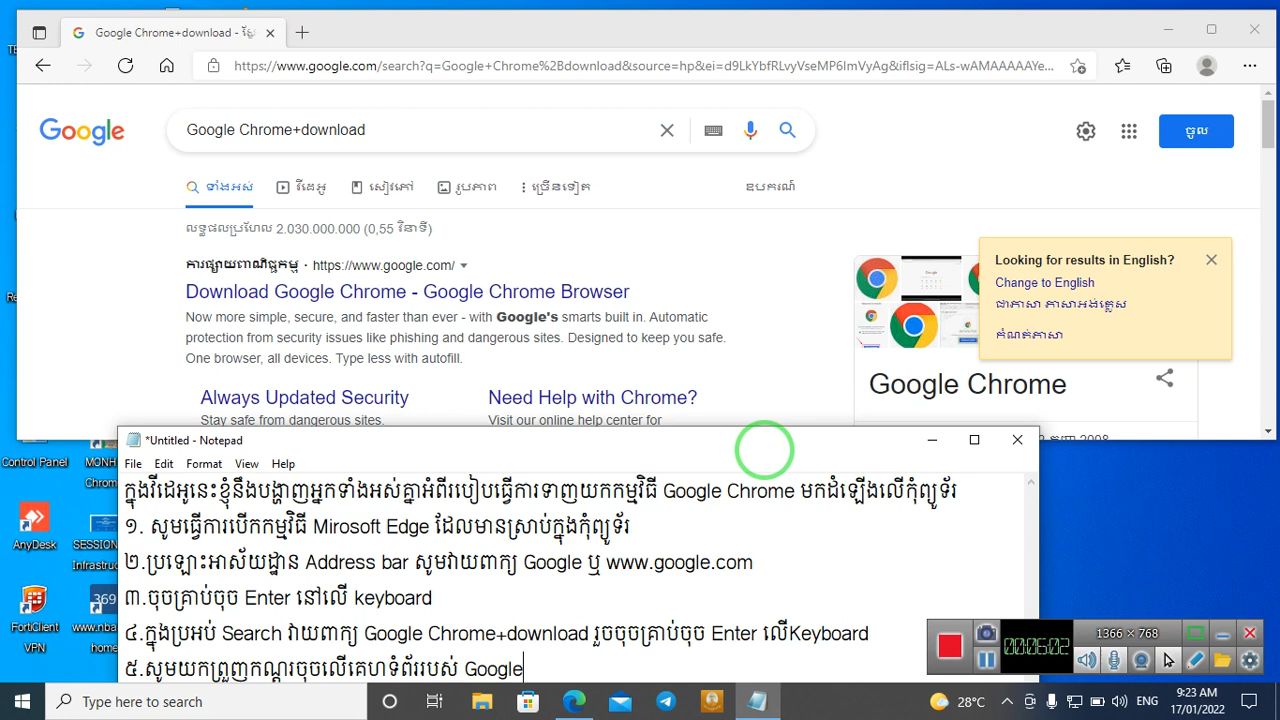 Google Chrome+download - ស្វែ
https://www.google.com/search?q=Google+Chrome%2Bdownload&source=hp&ei=d9LkYbfRLvyVseMP6ImVyAg&iflsig=ALs-wAMAAAAAYe...
Google
Google Chrome+download
ចូល
ទាំងអស់
វីដេអូ
សៀវភៅ
រូបភាព
ច្រើនទៀត
ឧបករណ៍
លទ្ធផលប្រហែល 2.030.000.000 (0,55 វិនាទី)
ការផ្សាយពាណិជ្ជកម្ម · https://www.google.com/
Download Google Chrome - Google Chrome Browser
Now more simple, secure, and faster than ever - with Google's smarts built in. Automatic
protection from security issues like phishing and dangerous sites. Designed to keep you safe.
One browser, all devices. Type less with autofill.
Always Updated Security
Need Help with Chrome?
Stay safe from dangerous sites.
Visit our online help center for
Looking for results in English?
Change to English
ជាភាសា ភាសាអង់គ្លេស
កំណត់ភាសា
Google Chrome
2008
*Untitled - Notepad
File Edit Format View Help
ក្នុងវីដេអូនេះខ្ញុំនឹងបង្ហាញអ្នកទាំងអស់គ្នាអំពីរបៀបធ្វើការទាញយកកម្មវិធី Google Chrome មកដំឡើងលើកុំព្យូទ័រ
១. សូមធ្វើការបើកកម្មវិធី Mirosoft Edge ដែលមានស្រាប់ក្នុងកុំព្យូទ័រ
២.ប្រឡោះអាស័យដ្ឋាន Address bar សូមវាយពាក្យ Google ឬ www.google.com
៣.ចុចគ្រាប់ចុច Enter នៅលើ keyboard
៤.ក្នុងប្រអប់ Search វាយពាក្យ Google Chrome+download រួចចុចគ្រាប់ចុច Enter លើKeyboard
៥.សូមយកព្រួញកណ្ដុរចុចលើគេហទំព័ររបស់ Google
Control Panel
MONH
Chrom
AnyDesk
SESSION
Infrastruc
FortiClient
VPN
369
www.nba
home
1366 × 768
00:06:02
Type here to search
28°C
ENG
9:23 AM
17/01/2022